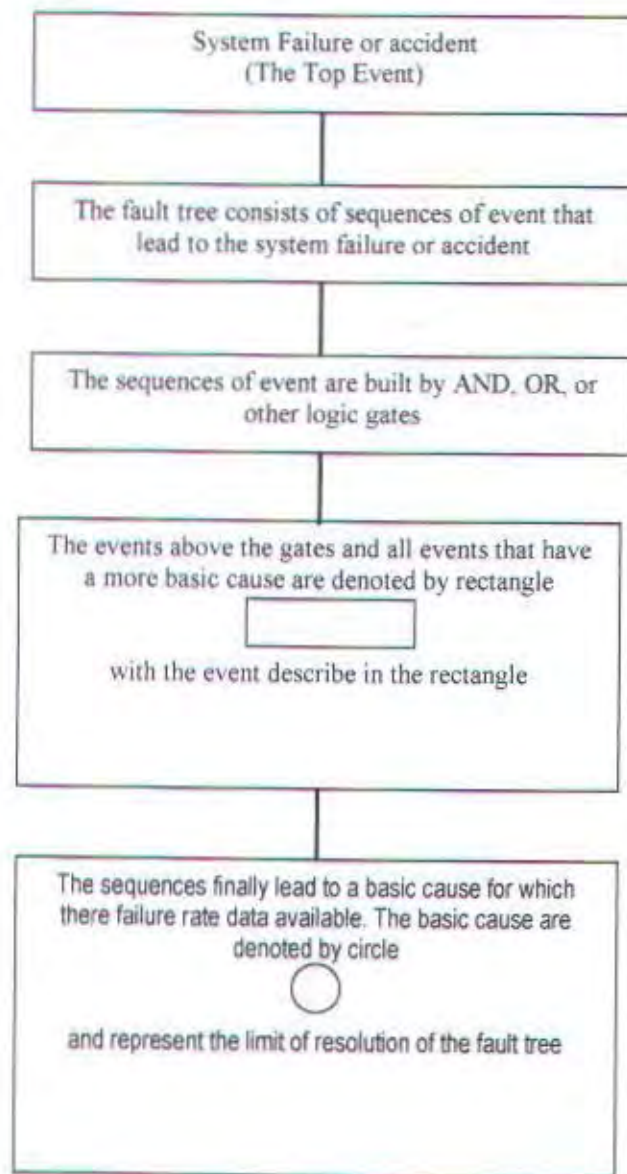 System Failure or accident
(The Top Event)
The fault tree consists of sequences of event that
lead to the system failure or accident
The sequences of event are built by AND, OR, or
other logic gates
The events above the gates and all events that have
a more basic cause are denoted by rectangle
with the event describe in the rectangle
The sequences finally lead to a basic cause for which
there failure rate data available. The basic cause are
denoted by circle
and represent the limit of resolution of the fault tree